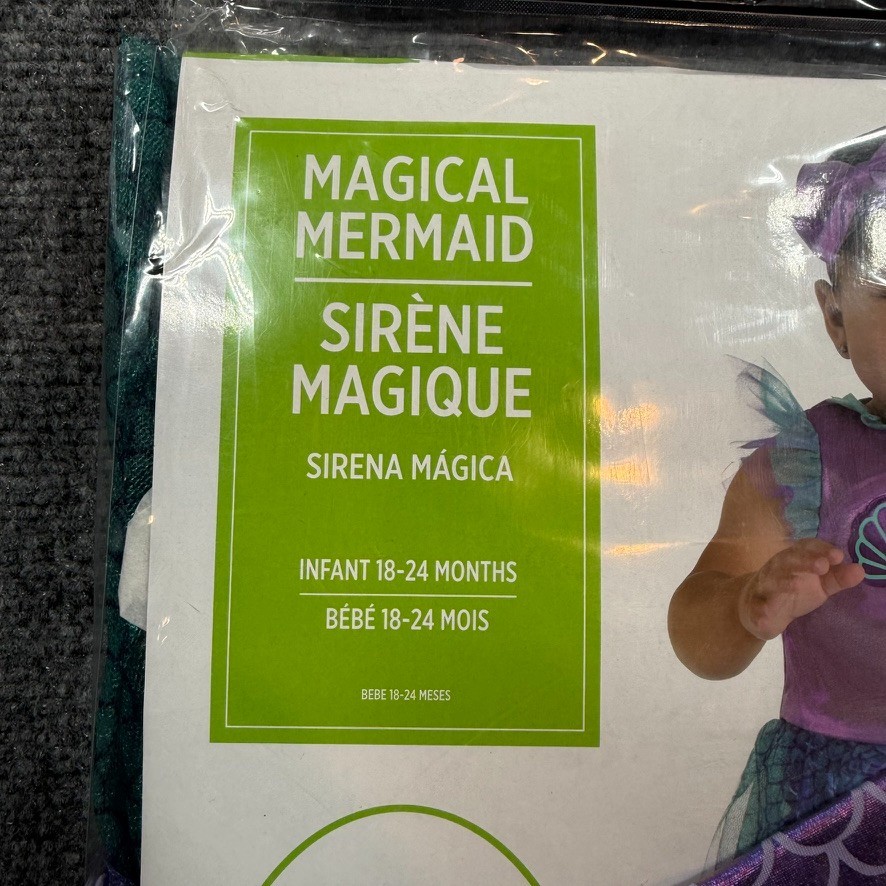 MAGICAL
MERMAID
SIRÈNE
MAGIQUE
SIRENA MÁGICA
INFANT 18-24 MONTHS
BÉBÉ 18-24 MOIS
BEBE 18-24 MESES